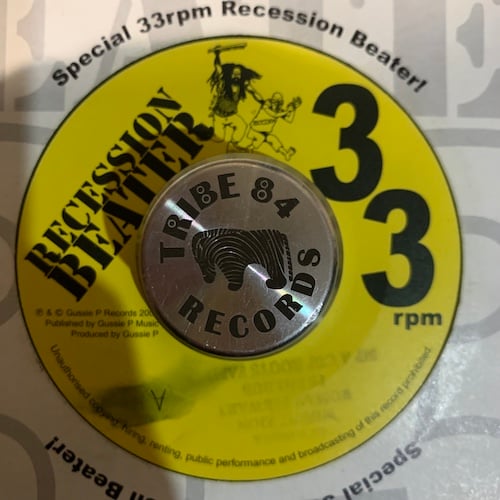 Special 33rpm Recession Beater!
RECESSION
BEATER
33
rpm
TRIBE 84
RECORDS
℗ & © Gussie P Records 200
Published by Gussie P Music
Produced by Gussie P
A
Unauthorised copying, hiring, renting, public performance and broadcasting of this record prohibited.
on Beater!
Special